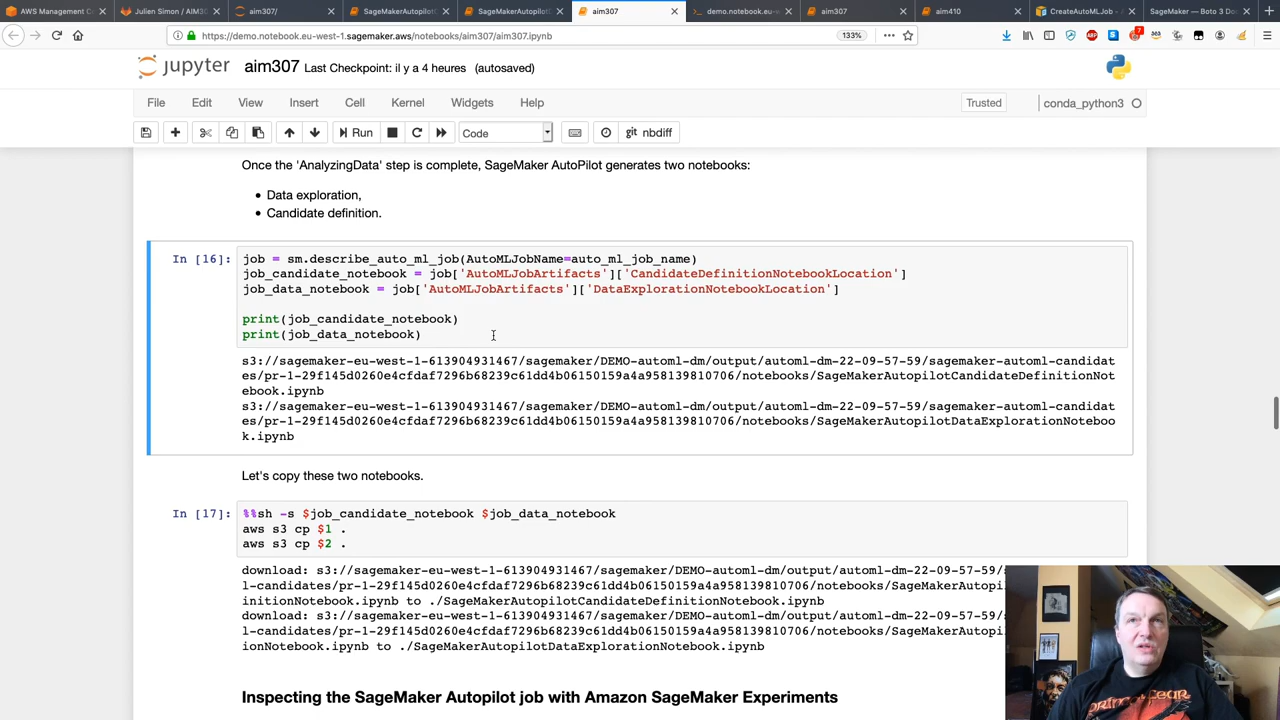 AWS Management Con
Julien Simon / AIM30
aim307/
SageMakerAutopilotC
SageMakerAutopilotD
aim307
demo.notebook.eu-we
aim307
aim410
CreateAutoMLJob - A
SageMaker — Boto 3 Doc
https://demo.notebook.eu-west-1.sagemaker.aws/notebooks/aim307/aim307.ipynb
133%
jupyter aim307 Last Checkpoint: il y a 4 heures (autosaved)
File Edit View Insert Cell Kernel Widgets Help
Trusted
conda_python3
Run
Code
nbdiff
Once the 'AnalyzingData' step is complete, SageMaker AutoPilot generates two notebooks:
Data exploration,
Candidate definition.
In [16]:
job = sm.describe_auto_ml_job(AutoMLJobName=auto_ml_job_name)
job_candidate_notebook = job['AutoMLJobArtifacts']['CandidateDefinitionNotebookLocation']
job_data_notebook = job['AutoMLJobArtifacts']['DataExplorationNotebookLocation']
print(job_candidate_notebook)
print(job_data_notebook)
s3://sagemaker-eu-west-1-613904931467/sagemaker/DEMO-automl-dm/output/automl-dm-22-09-57-59/sagemaker-automl-candidat
es/pr-1-29f145d0260e4cfdaf7296b68239c61dd4b06150159a4a958139810706/notebooks/SageMakerAutopilotCandidateDefinitionNot
ebook.ipynb
s3://sagemaker-eu-west-1-613904931467/sagemaker/DEMO-automl-dm/output/automl-dm-22-09-57-59/sagemaker-automl-candidat
es/pr-1-29f145d0260e4cfdaf7296b68239c61dd4b06150159a4a958139810706/notebooks/SageMakerAutopilotDataExplorationNoteboo
k.ipynb
Let's copy these two notebooks.
In [17]:
%%sh -s $job_candidate_notebook $job_data_notebook
aws s3 cp $1 .
aws s3 cp $2 .
download: s3://sagemaker-eu-west-1-613904931467/sagemaker/DEMO-automl-dm/output/automl-dm-22-09-57-59/s
l-candidates/pr-1-29f145d0260e4cfdaf7296b68239c61dd4b06150159a4a958139810706/notebooks/SageMakerAutopil
initionNotebook.ipynb to ./SageMakerAutopilotCandidateDefinitionNotebook.ipynb
download: s3://sagemaker-eu-west-1-613904931467/sagemaker/DEMO-automl-dm/output/automl-dm-22-09-57-59/s
l-candidates/pr-1-29f145d0260e4cfdaf7296b68239c61dd4b06150159a4a958139810706/notebooks/SageMakerAutopil
ionNotebook.ipynb to ./SageMakerAutopilotDataExplorationNotebook.ipynb
Inspecting the SageMaker Autopilot job with Amazon SageMaker Experiments